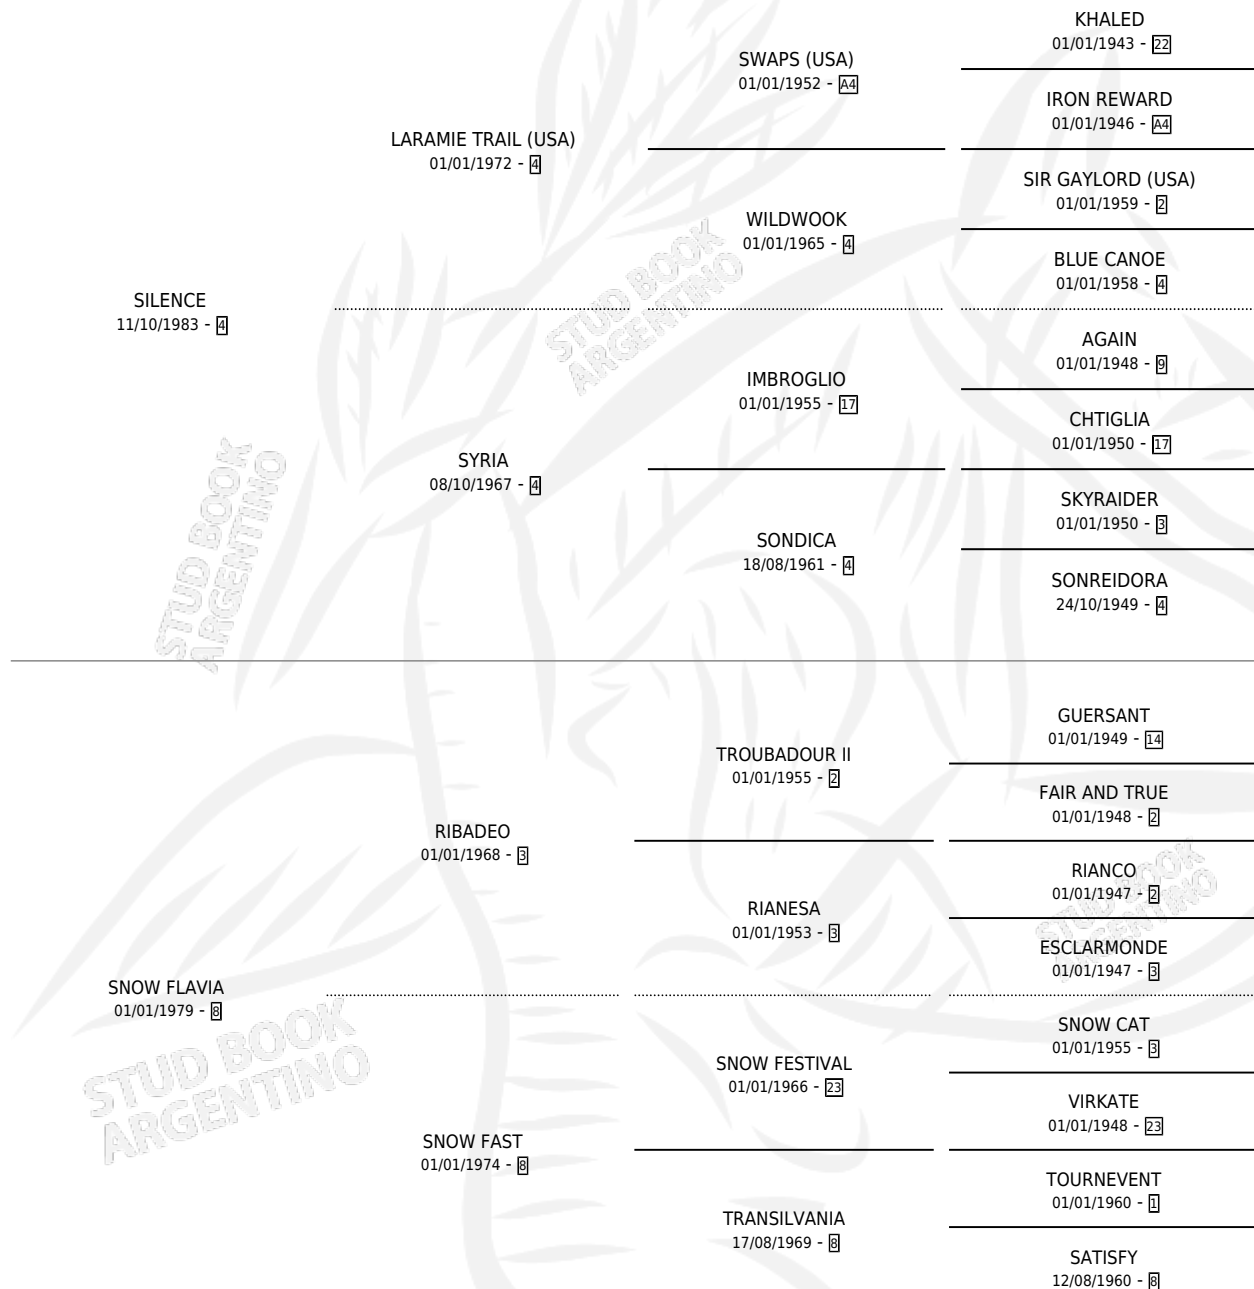 KHALED
01/01/1943 - 22
SWAPS (USA)
01/01/1952 - A4
IRON REWARD
01/01/1946 - A4
LARAMIE TRAIL (USA)
01/01/1972 - 4
SIR GAYLORD (USA)
01/01/1959 - 2
WILDWOOK
01/01/1965 - 4
BLUE CANOE
01/01/1958 - 4
SILENCE
11/10/1983 - 4
AGAIN
01/01/1948 - 9
IMBROGLIO
01/01/1955 - 17
CHTIGLIA
01/01/1950 - 17
SYRIA
08/10/1967 - 4
SKYRAIDER
01/01/1950 - 3
SONDICA
18/08/1961 - 4
SONREIDORA
24/10/1949 - 4
GUERSANT
01/01/1949 - 14
TROUBADOUR II
01/01/1955 - 2
FAIR AND TRUE
01/01/1948 - 2
RIBADEO
01/01/1968 - 3
RIANCO
01/01/1947 - 2
RIANESA
01/01/1953 - 3
ESCLARMONDE
01/01/1947 - 3
SNOW FLAVIA
01/01/1979 - 8
SNOW CAT
01/01/1955 - 3
SNOW FESTIVAL
01/01/1966 - 23
VIRKATE
01/01/1948 - 23
SNOW FAST
01/01/1974 - 8
TOURNEVENT
01/01/1960 - 1
TRANSILVANIA
17/08/1969 - 8
SATISFY
12/08/1960 - 8
STUD BOOK
ARGENTINO
STUD BOOK
ARGENTINO
STUD BOOK
ARGENTINO
STUD BOOK
ARGENTINO